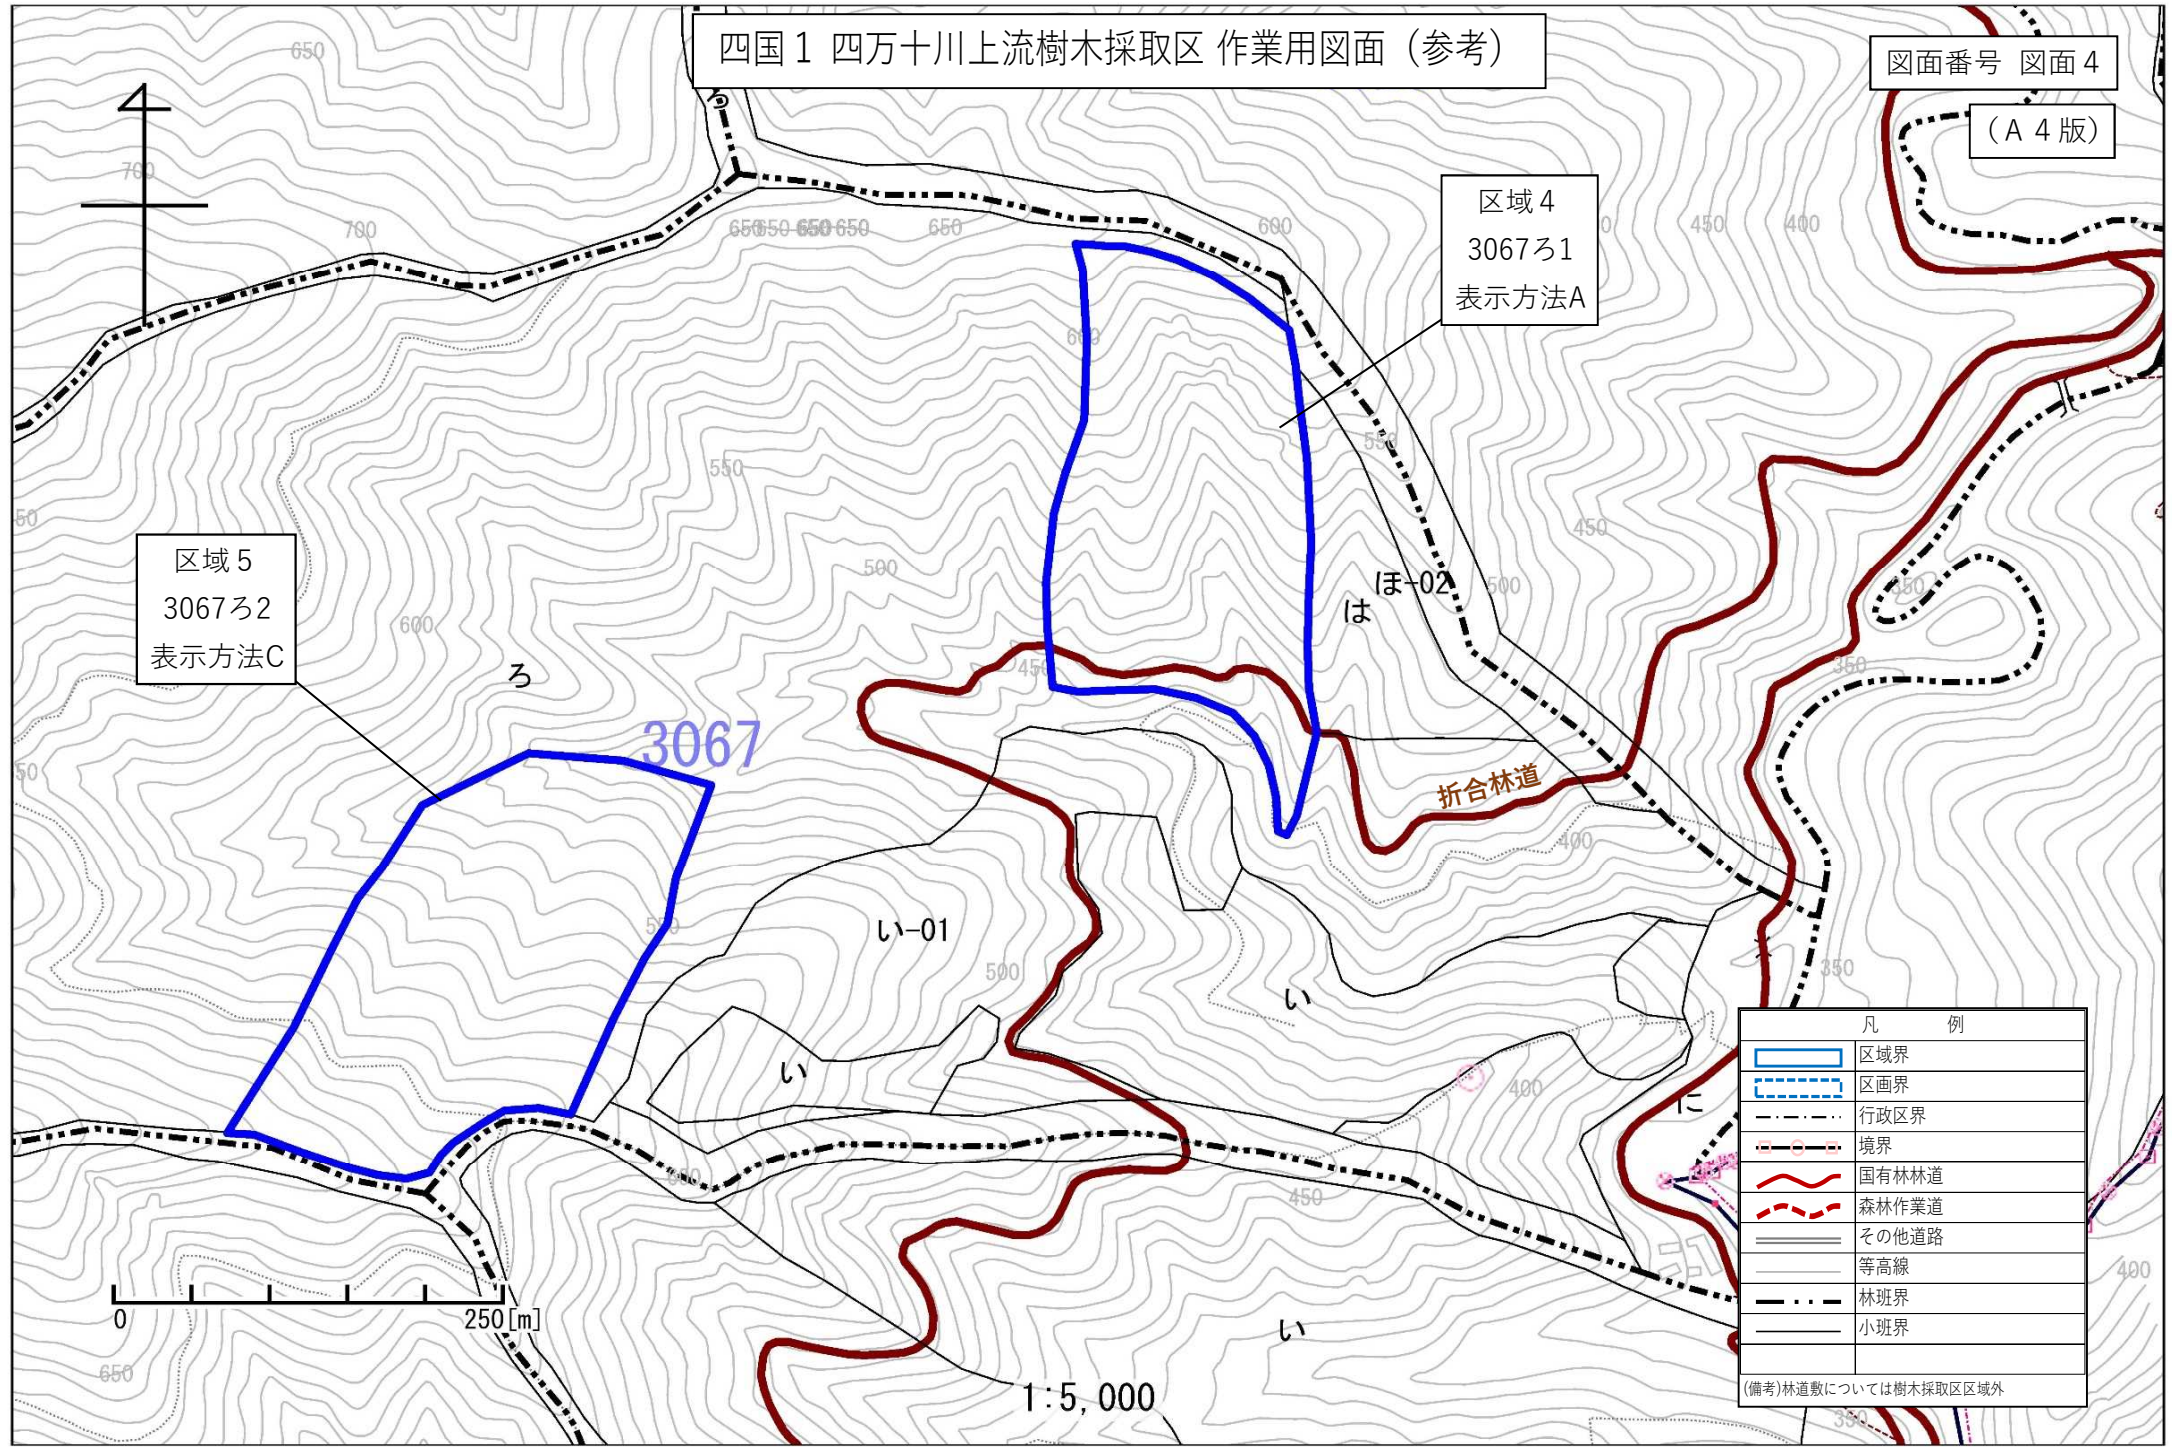 四国１ 四万十川上流樹木採取区 作業用図面（参考）
図面番号 図面４
（Ａ４版）
650
700
700
650
650
650
650
650
600
450
400
区域４
3067ろ1
表示方法A
600
550
550
450
500
ほ-02
は
500
350
区域５
3067ろ2
表示方法C
600
ろ
450
350
3067
折合林道
400
い-01
500
い
350
い
400
に
600
450
い
400
650
350
凡 例
区域界
区画界
行政区界
境界
国有林林道
森林作業道
その他道路
等高線
林班界
小班界
(備考)林道敷については樹木採取区区域外
0
250[m]
1:5,000